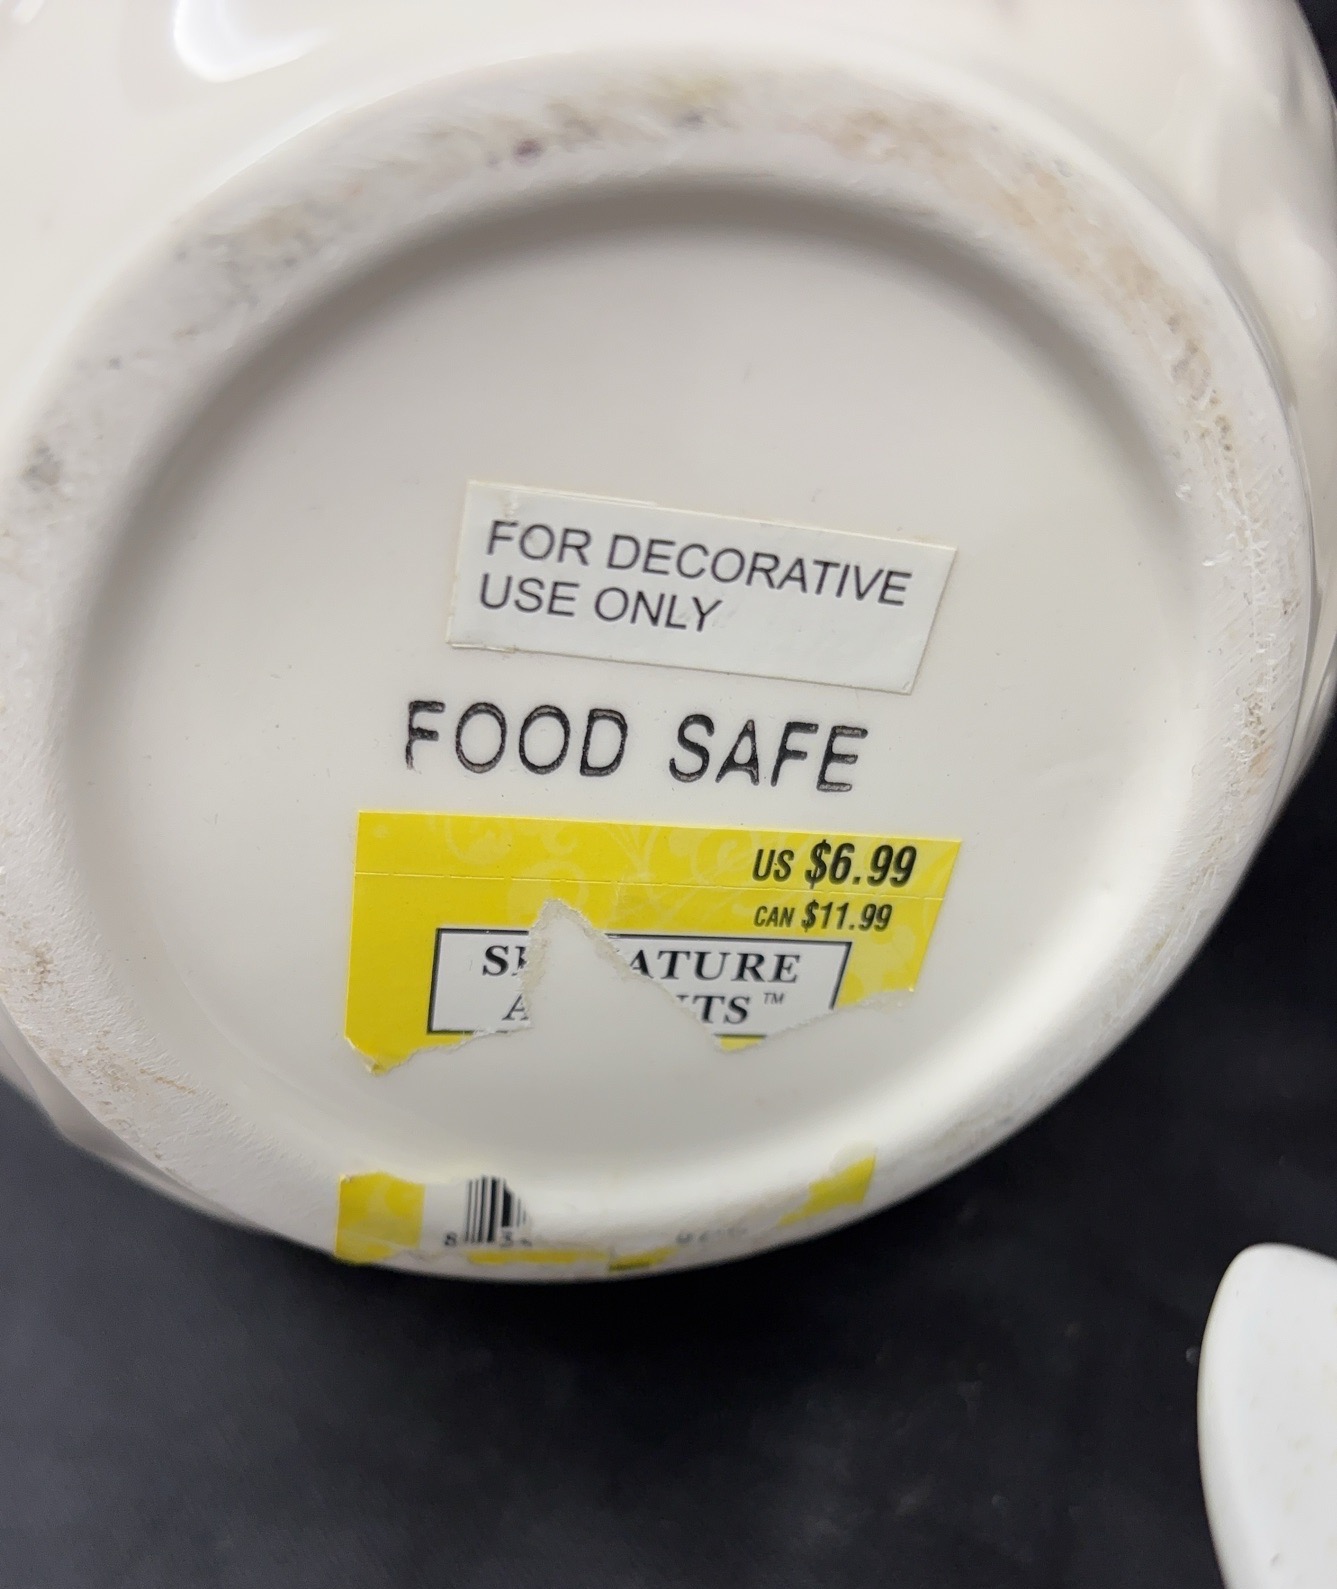 FOR DECORATIVE
USE ONLY
FOOD SAFE
US $6.99
CAN $11.99